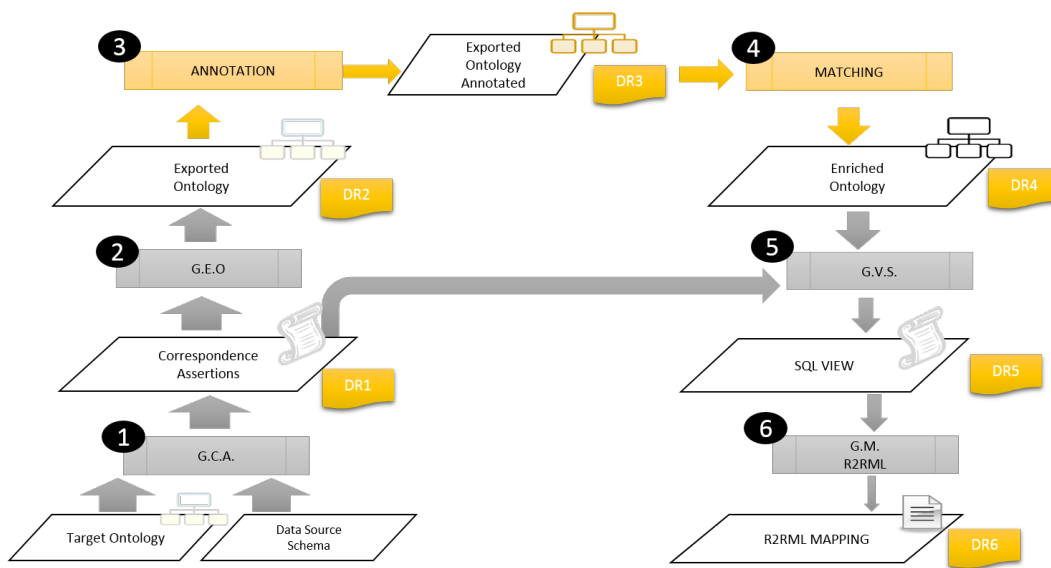 3
ANNOTATION
Exported
Ontology
Annotated
DR3
4
MATCHING
Exported
Ontology
DR2
Enriched
Ontology
DR4
2
G.E.O
5
G.V.S.
Correspondence
Assertions
DR1
SQL VIEW
DR5
1
G.C.A.
6
G.M.
R2RML
Target Ontology
Data Source
Schema
R2RML MAPPING
DR6